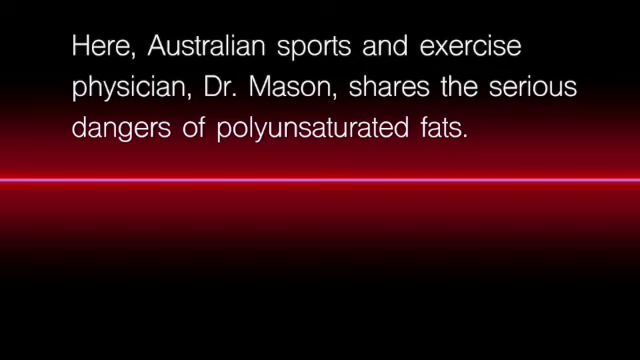 Here, Australian sports and exercise
physician, Dr. Mason, shares the serious
dangers of polyunsaturated fats.